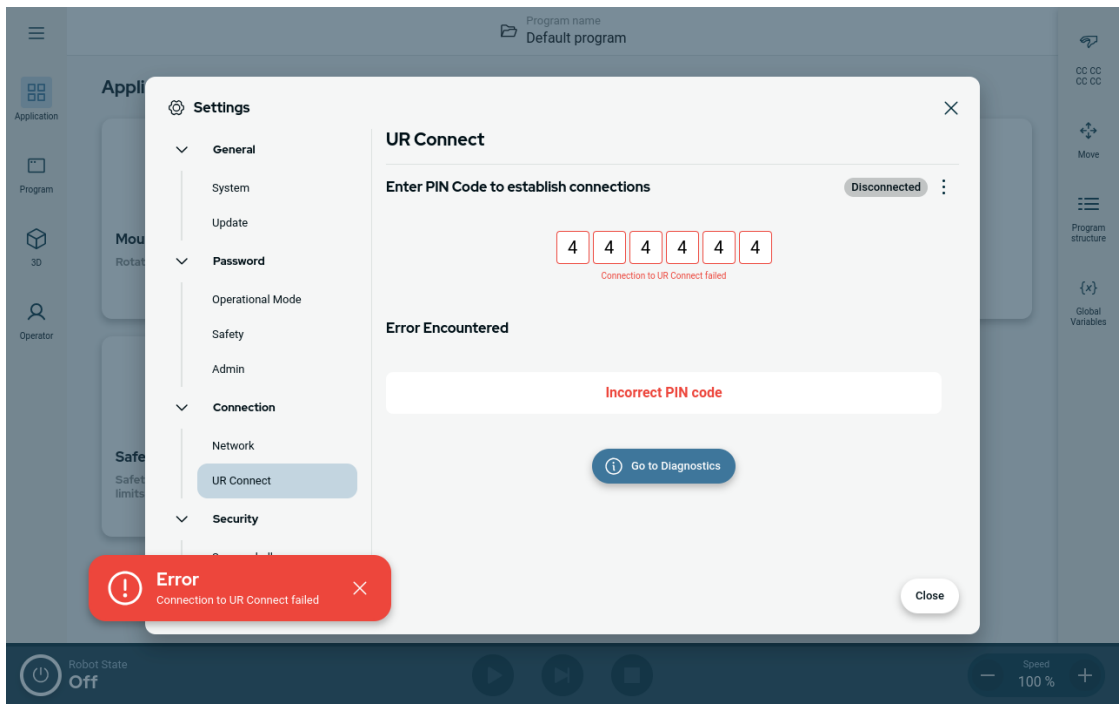 Program name
Default program
Application
Program
3D
Operator
Appli
Mou
Rotat
Safe
Safet
limits
Settings
General
System
Update
Password
Operational Mode
Safety
Admin
Connection
Network
UR Connect
Security
UR Connect
Enter PIN Code to establish connections
Disconnected
4 4 4 4 4 4
Connection to UR Connect failed
Error Encountered
Incorrect PIN code
Go to Diagnostics
Close
Error
Connection to UR Connect failed
CC CC
CC CC
Move
Program
structure
{x}
Global
Variables
Robot State
Off
Speed
100 %